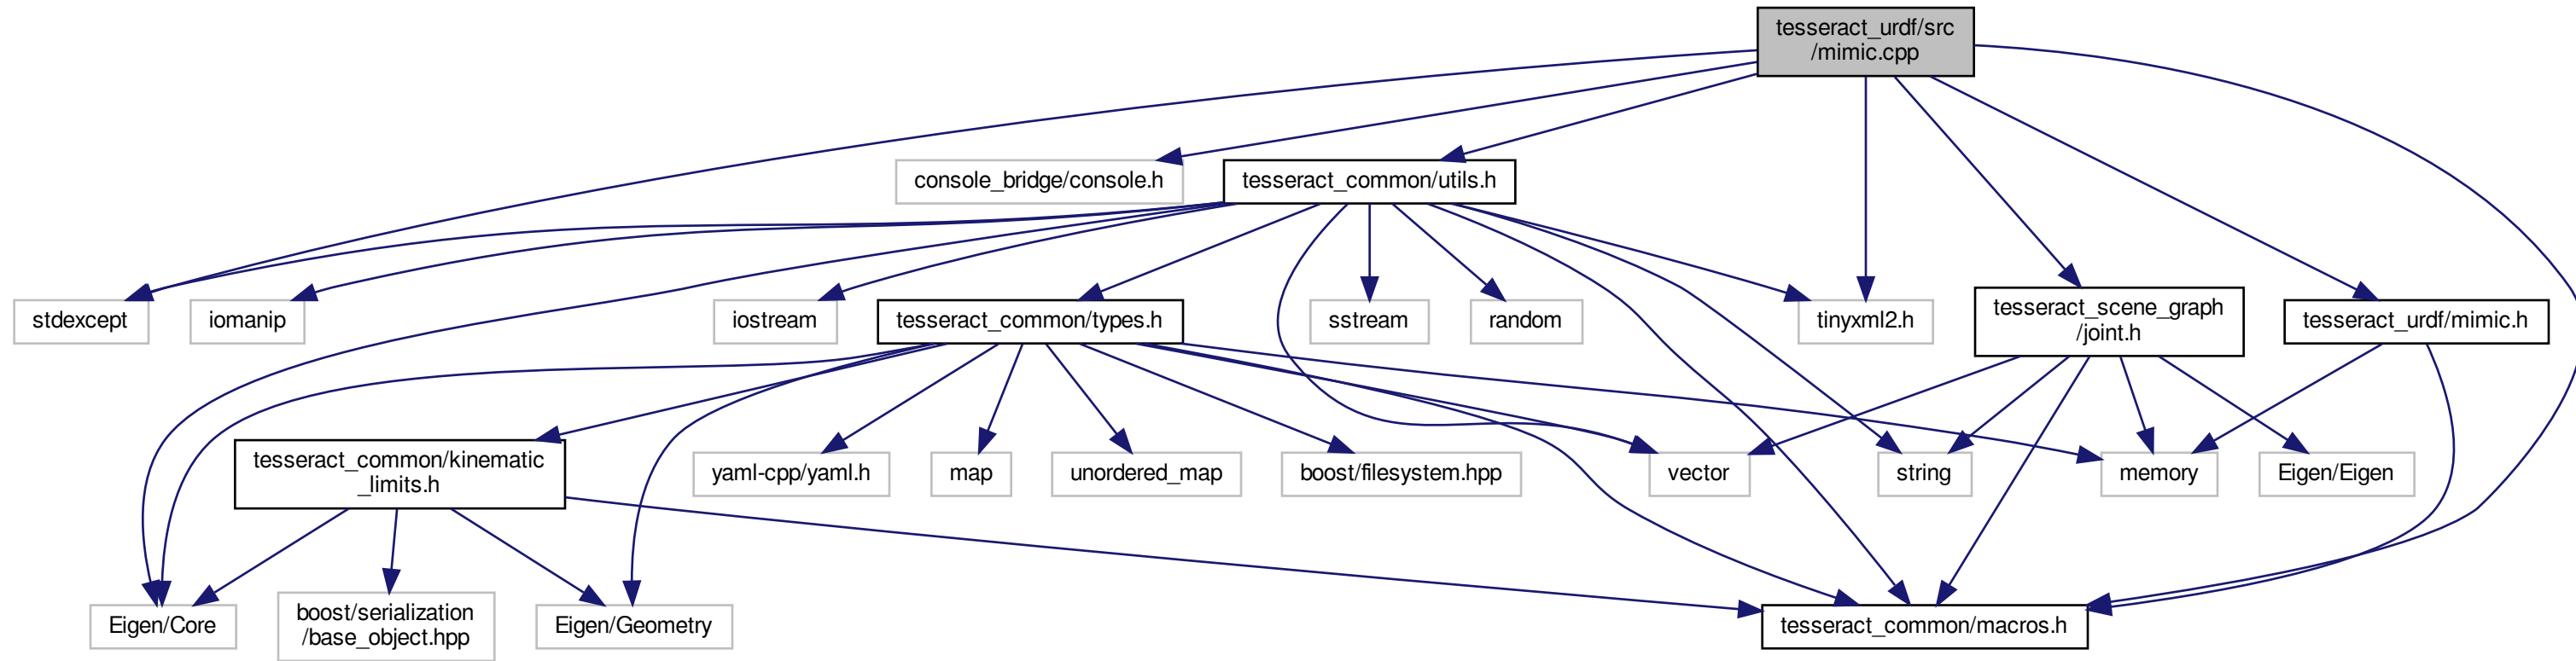 tesseract_urdf/src
/mimic.cpp
console_bridge/console.h
tesseract_common/utils.h
stdexcept
iomanip
iostream
tesseract_common/types.h
sstream
random
tinyxml2.h
tesseract_scene_graph
/joint.h
tesseract_urdf/mimic.h
tesseract_common/kinematic
_limits.h
yaml-cpp/yaml.h
map
unordered_map
boost/filesystem.hpp
vector
string
memory
Eigen/Eigen
Eigen/Core
boost/serialization
/base_object.hpp
Eigen/Geometry
tesseract_common/macros.h